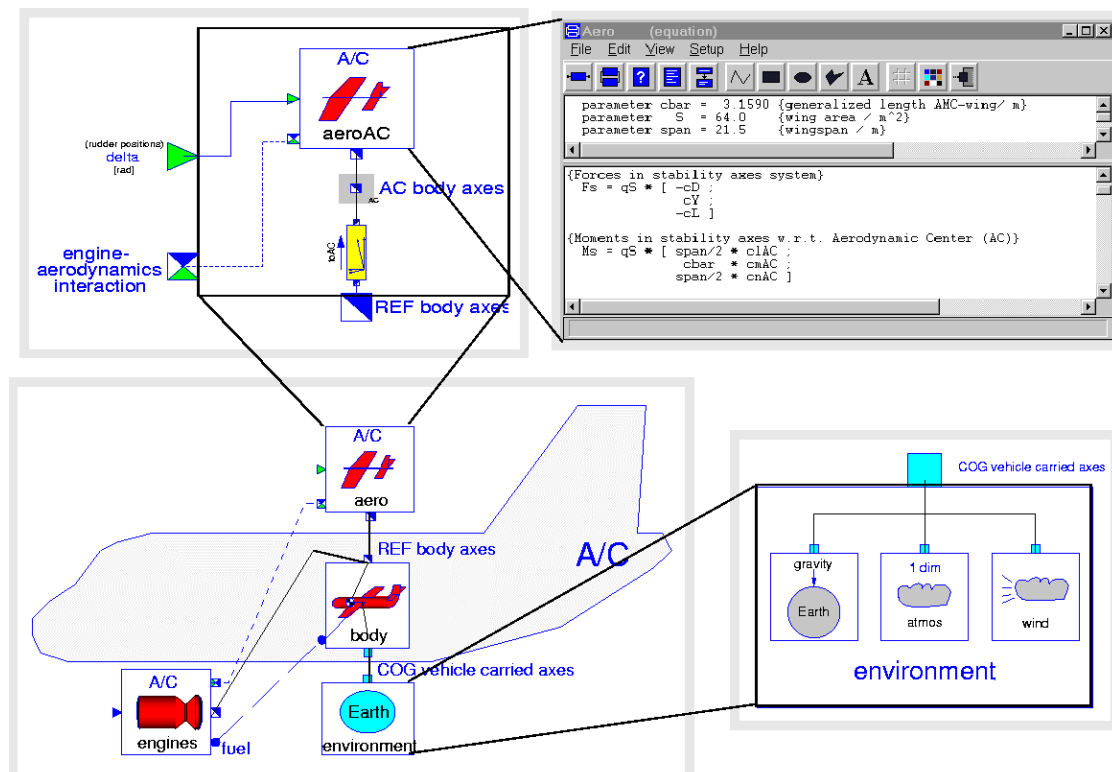 A/C
aeroAC
(rudder positions)
delta
[rad]
AC body axes
AC
toAC
engine-
aerodynamics
interaction
REF body axes
Aero (equation)
File Edit View Setup Help
A
parameter cbar = 3.1590 {generalized length AMC-wing/ m}
parameter S = 64.0 {wing area / m^2}
parameter span = 21.5 {wingspan / m}
{Forces in stability axes system}
Fs = qS * [ -cD ;
cY ;
-cL ]
{Moments in stability axes w.r.t. Aerodynamic Center (AC)}
Ms = qS * [ span/2 * clAC ;
cbar * cmAC ;
span/2 * cnAC ]
A/C
aero
REF body axes
A/C
body
COG vehicle carried axes
A/C
engines
fuel
Earth
environment
COG vehicle carried axes
gravity
Earth
1 dim
atmos
wind
environment